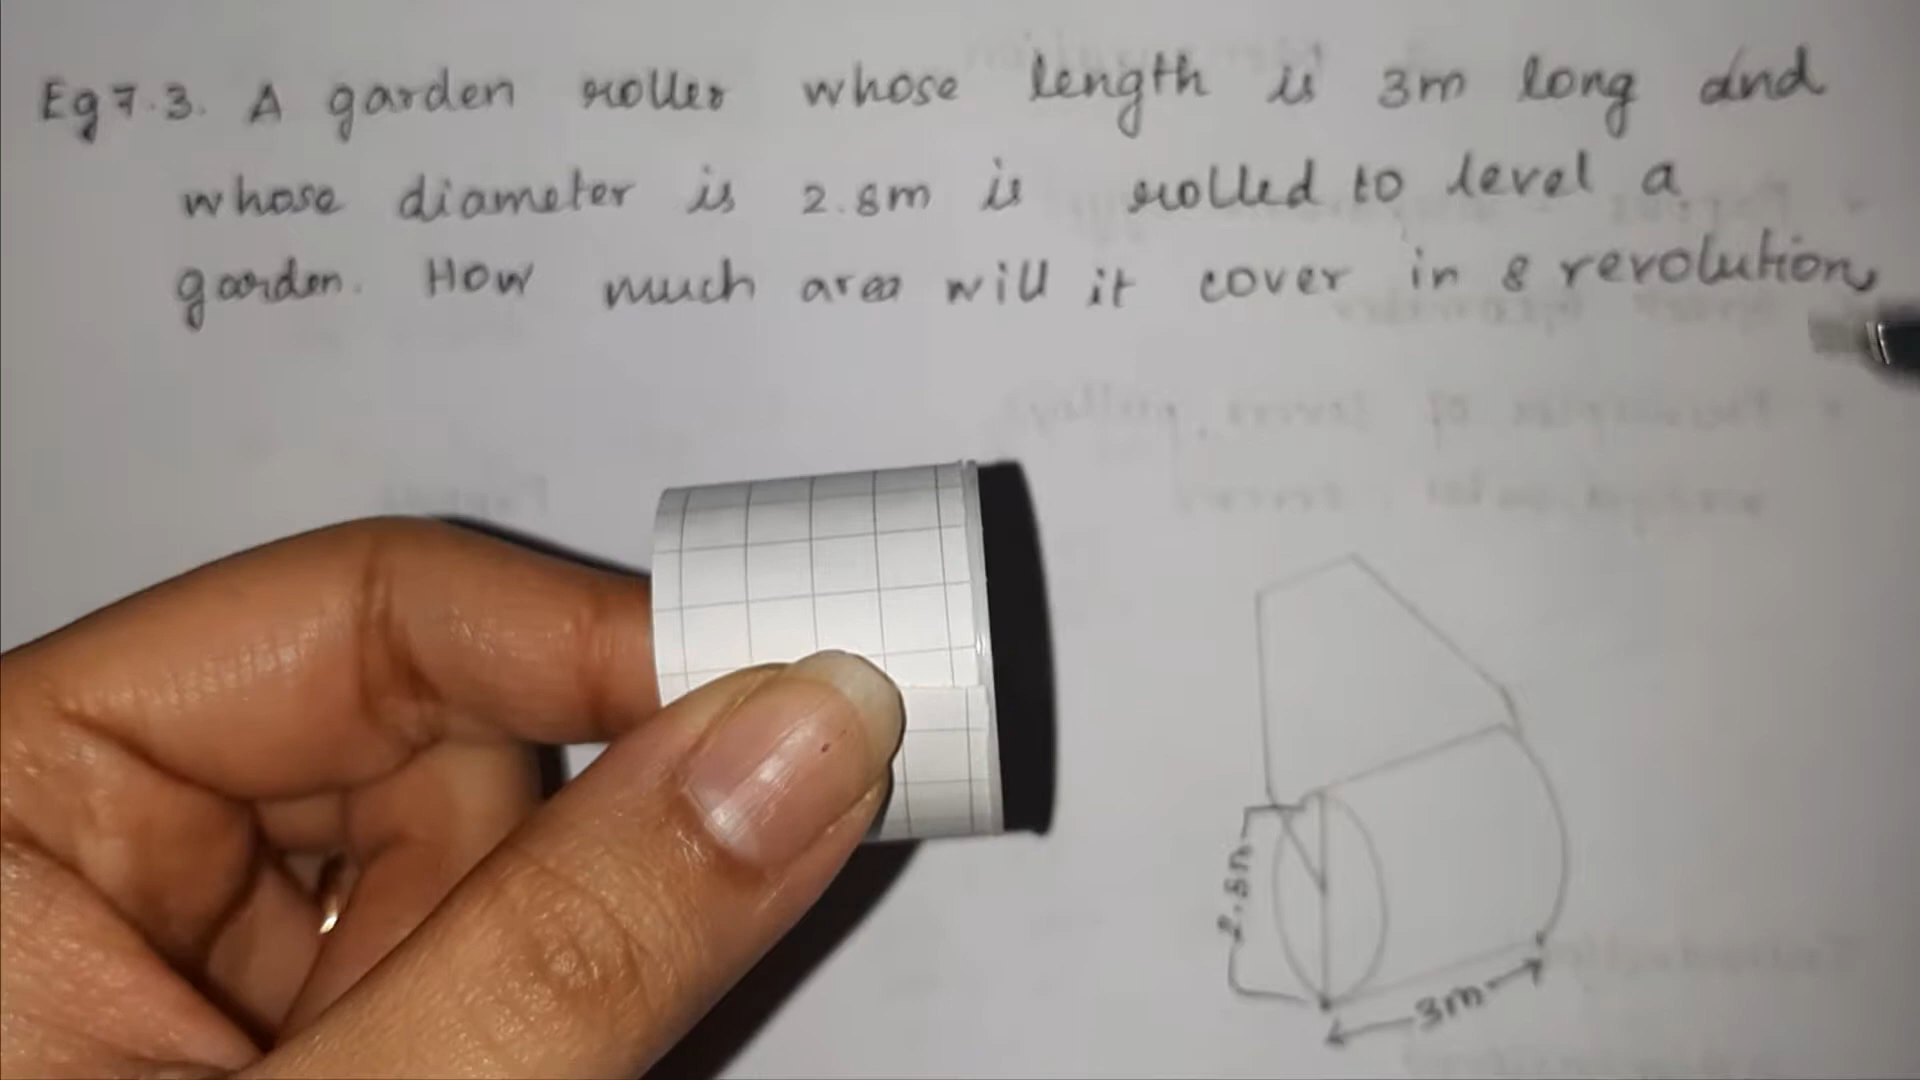 Eg 7.3. A garden roller whose length is 3m long and
whose diameter is 2.8m is rolled to level a
garden. How much area will it cover in 8 revolutions
2.8m
3m